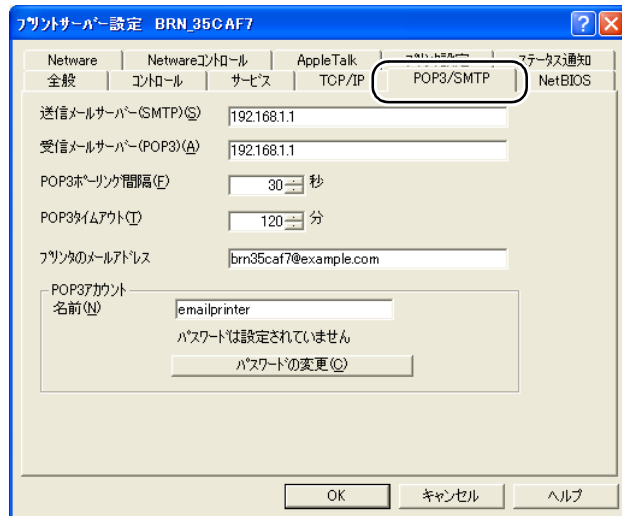 プリントサーバー設定 BRN_35CAF7
Netware Netwareコントロール AppleTalk プリンタ設定 ステータス通知
全般 コントロール サービス TCP/IP POP3/SMTP NetBIOS
送信メールサーバー(SMTP)(S) 192.168.1.1
受信メールサーバー(POP3)(A) 192.168.1.1
POP3ポーリング間隔(F) 30 秒
POP3タイムアウト(T) 120 分
プリンタのメールアドレス brn35caf7@example.com
POP3アカウント
名前(N) emailprinter
パスワードは設定されていません
パスワードの変更(C)
OK キャンセル ヘルプ